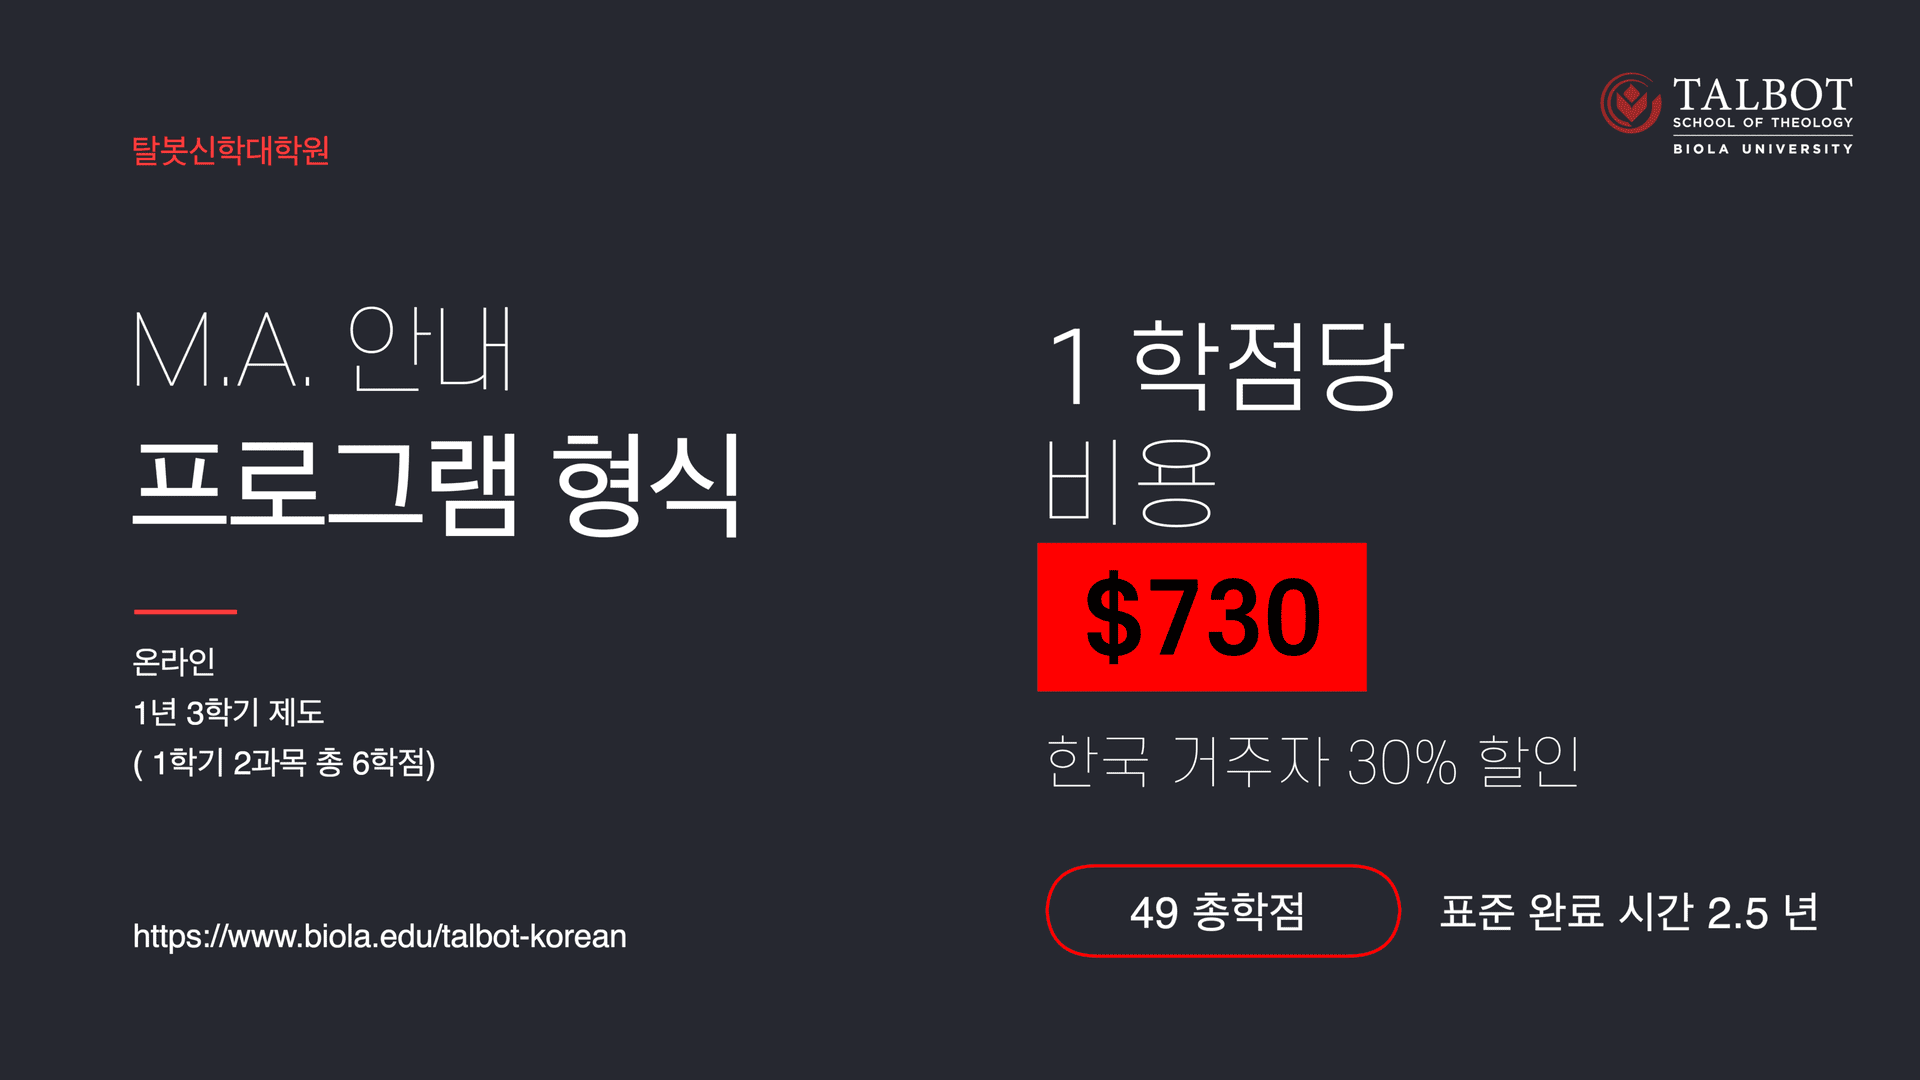 탈봇신학대학원
TALBOT
SCHOOL OF THEOLOGY
BIOLA UNIVERSITY
M.A. 안내
프로그램 형식
온라인
1년 3학기 제도
( 1학기 2과목 총 6학점)
https://www.biola.edu/talbot-korean
1 학점당
비용
$730
한국 거주자 30% 할인
49 총학점
표준 완료 시간 2.5 년